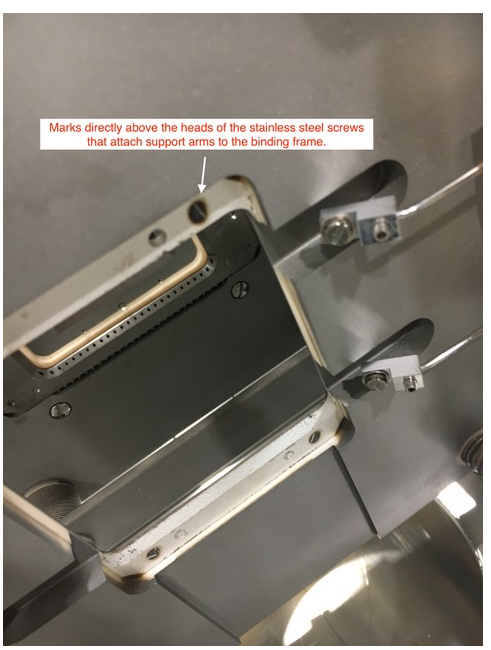 Marks directly above the heads of the stainless steel screws
that attach support arms to the binding frame.